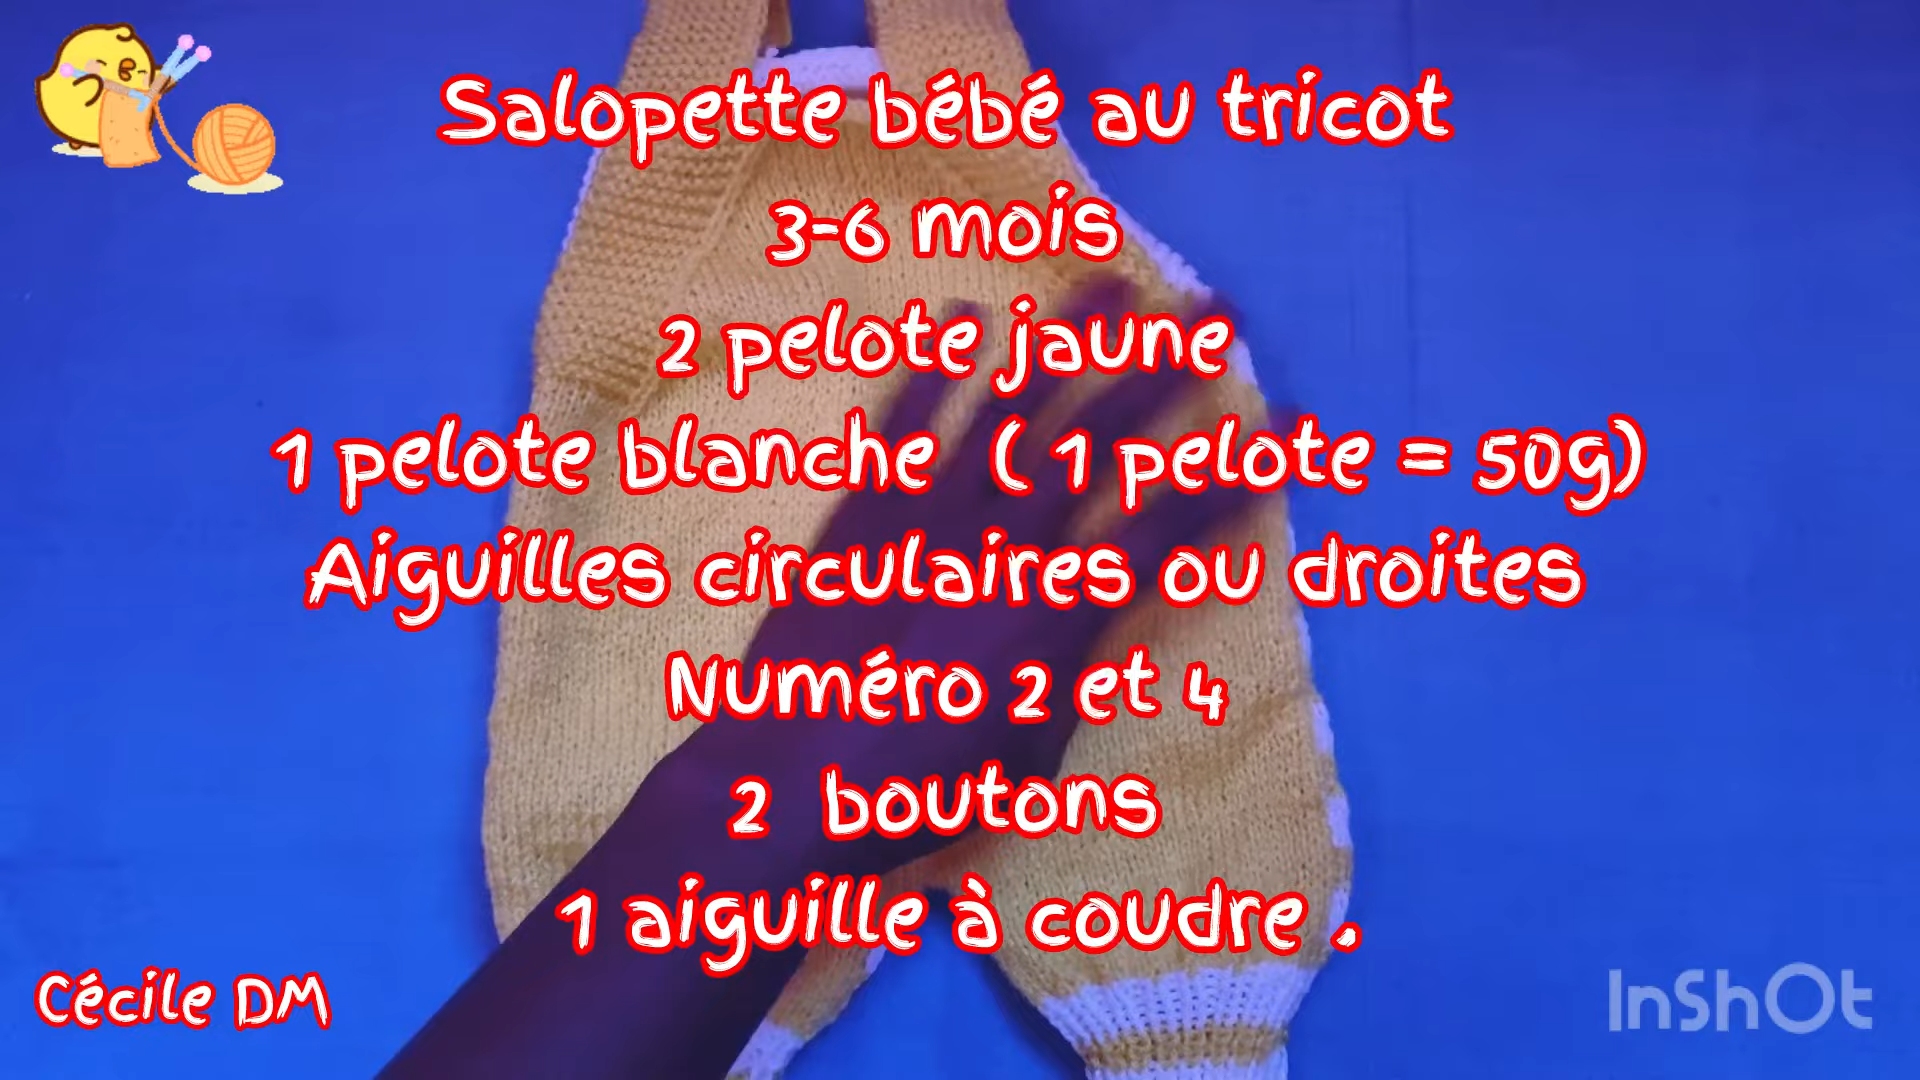 Salopette bébé au tricot
3-6 mois
2 pelote jaune
1 pelote blanche ( 1 pelote = 50g)
Aiguilles circulaires ou droites
Numéro 2 et 4
2 boutons
1 aiguille à coudre .
Cécile DM
InShOt